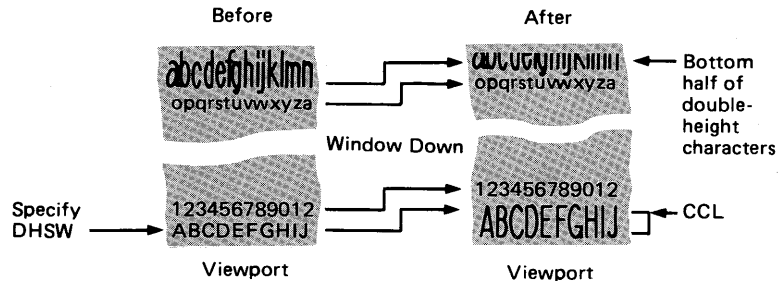 Before
After
abcdefghijklmn
opqrstuvwxyza
opqrstuvwxyza
Bottom
half of
double-
height
characters
Window Down
Specify
DHSW
123456789012
ABCDEFGHIJ
123456789012
ABCDEFGHIJ
CCL
Viewport
Viewport